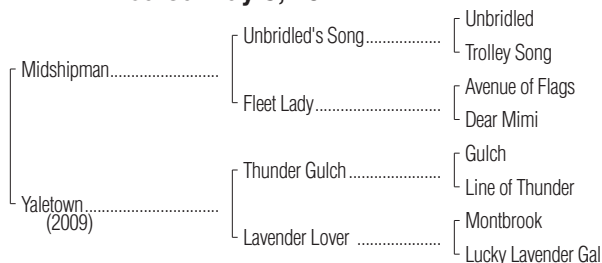 Unbridled
Unbridled's Song
Trolley Song
Midshipman
Avenue of Flags
Fleet Lady
Dear Mimi
Gulch
Thunder Gulch
Line of Thunder
Yaletown
(2009)
Montbrook
Lavender Lover
Lucky Lavender Gal